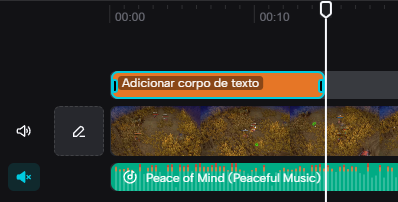 00:00
00:10
Adicionar corpo de texto
Peace of Mind (Peaceful Music)